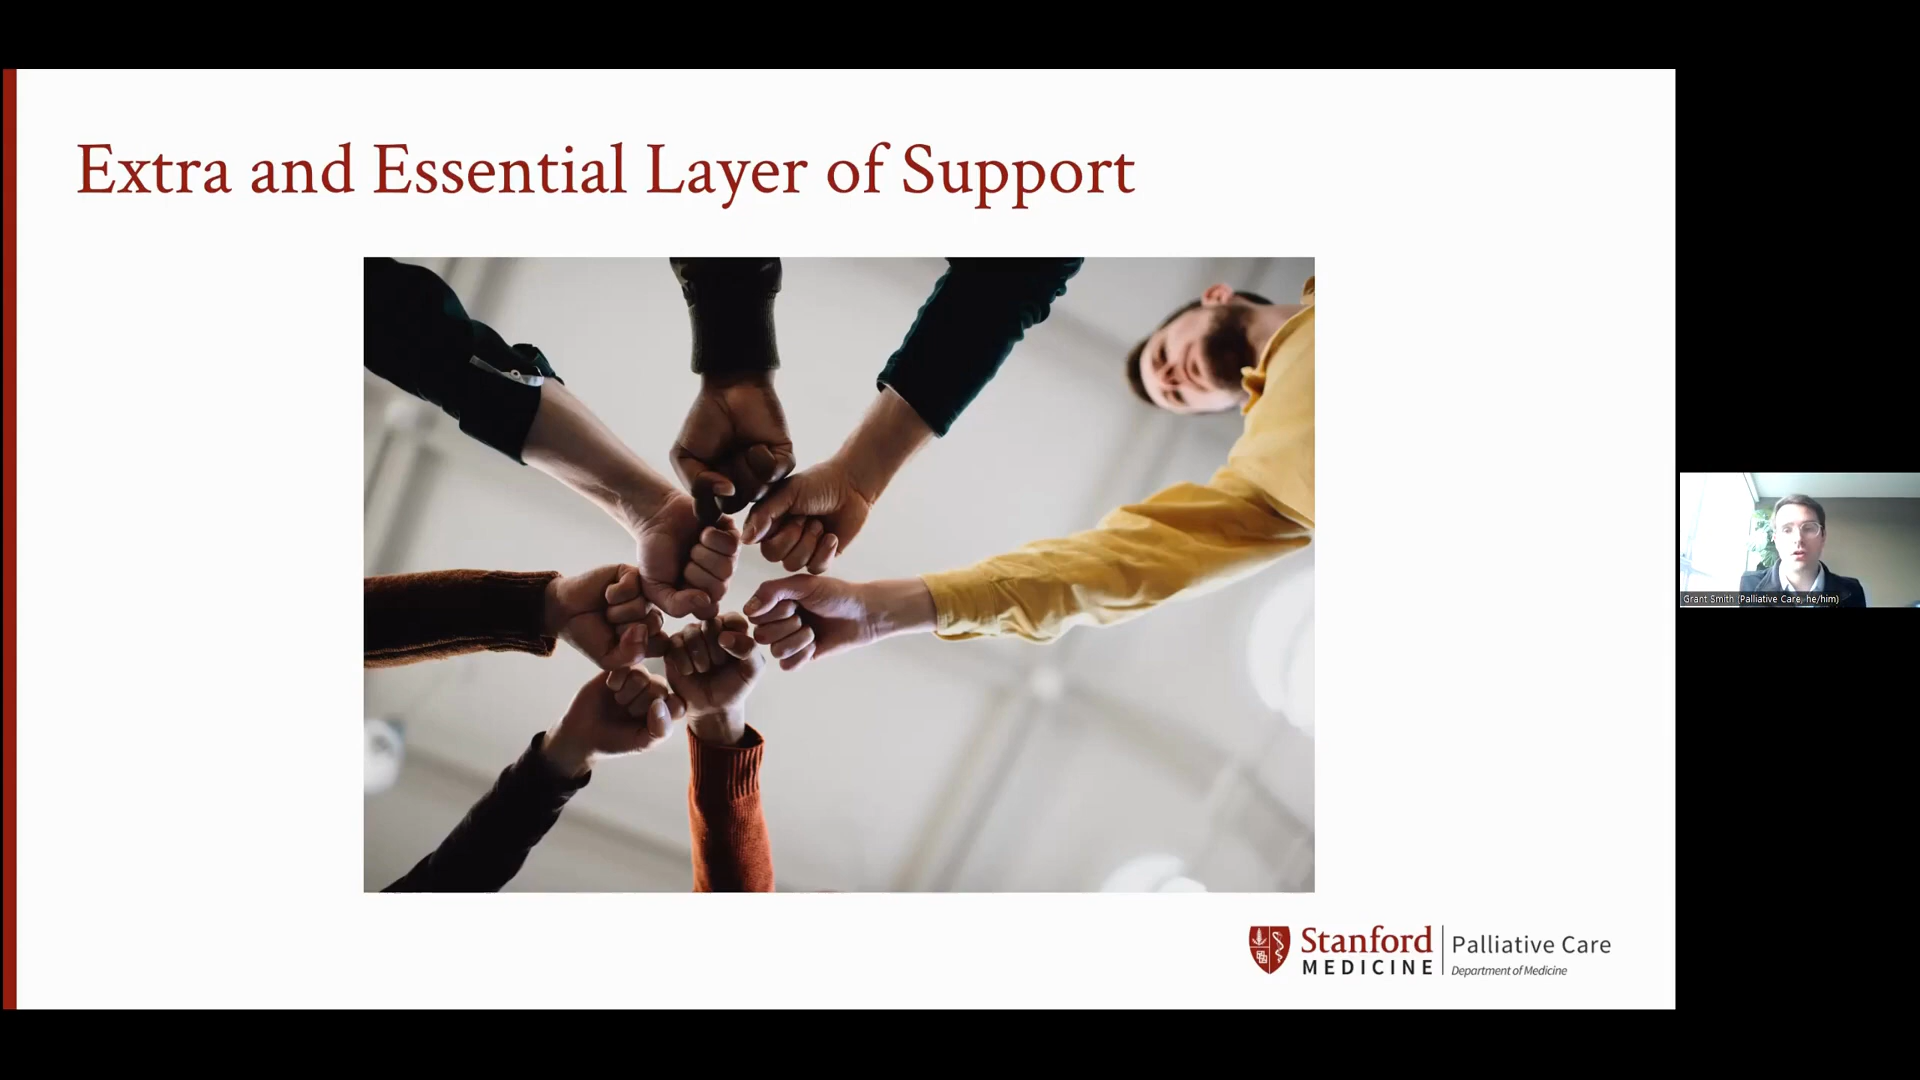 Extra and Essential Layer of Support
Stanford
MEDICINE
Palliative Care
Department of Medicine
Grant Smith (Palliative Care, he/him)